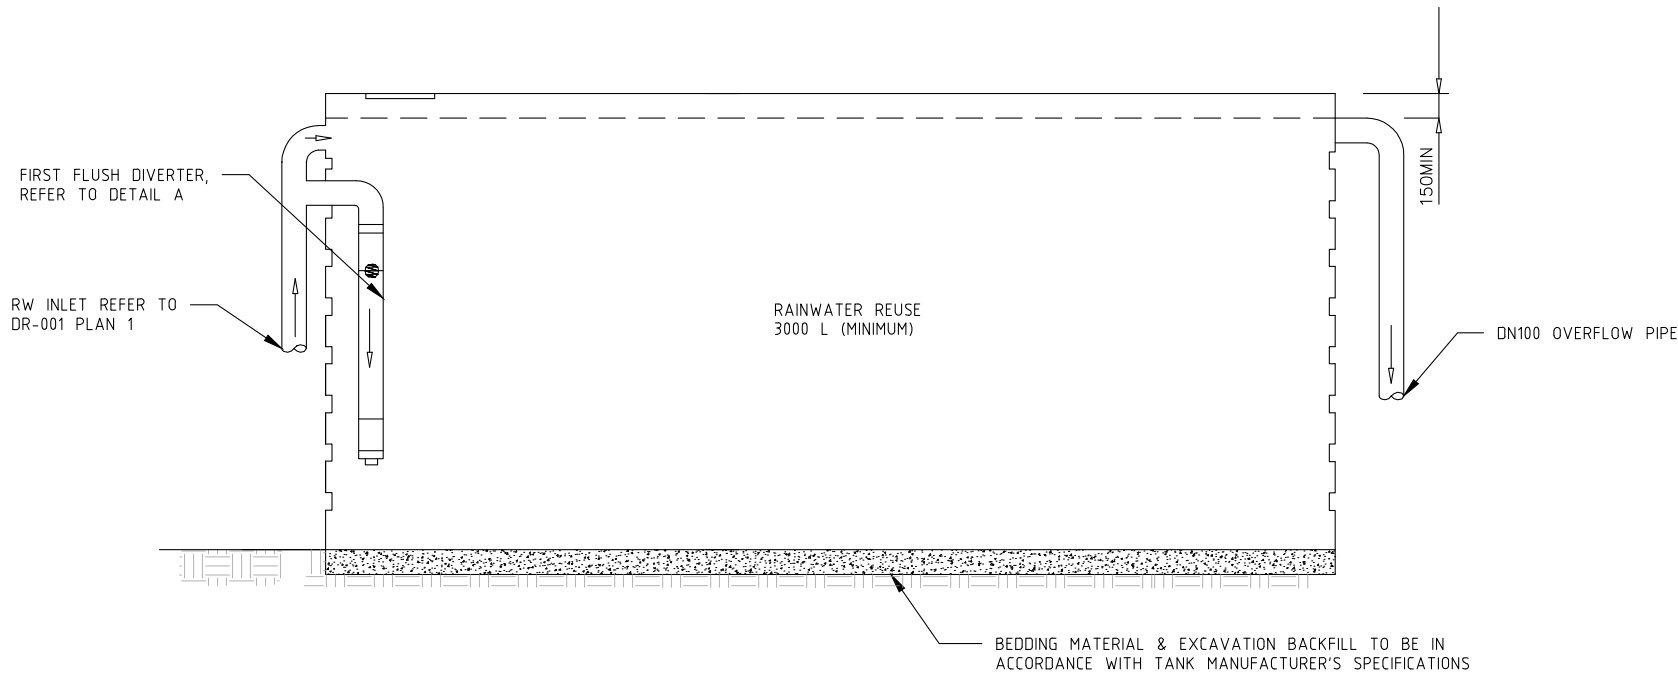 FIRST FLUSH DIVERTER,
REFER TO DETAIL A
RW INLET REFER TO
DR-001 PLAN 1
RAINWATER REUSE
3000 L (MINIMUM)
150MIN
DN100 OVERFLOW PIPE
BEDDING MATERIAL & EXCAVATION BACKFILL TO BE IN
ACCORDANCE WITH TANK MANUFACTURER'S SPECIFICATIONS